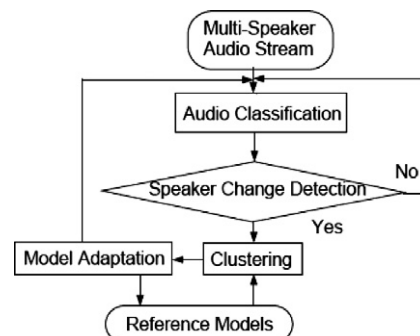 Multi-Speaker
Audio Stream
Audio Classification
Speaker Change Detection
No
Yes
Model Adaptation
Clustering
Reference Models